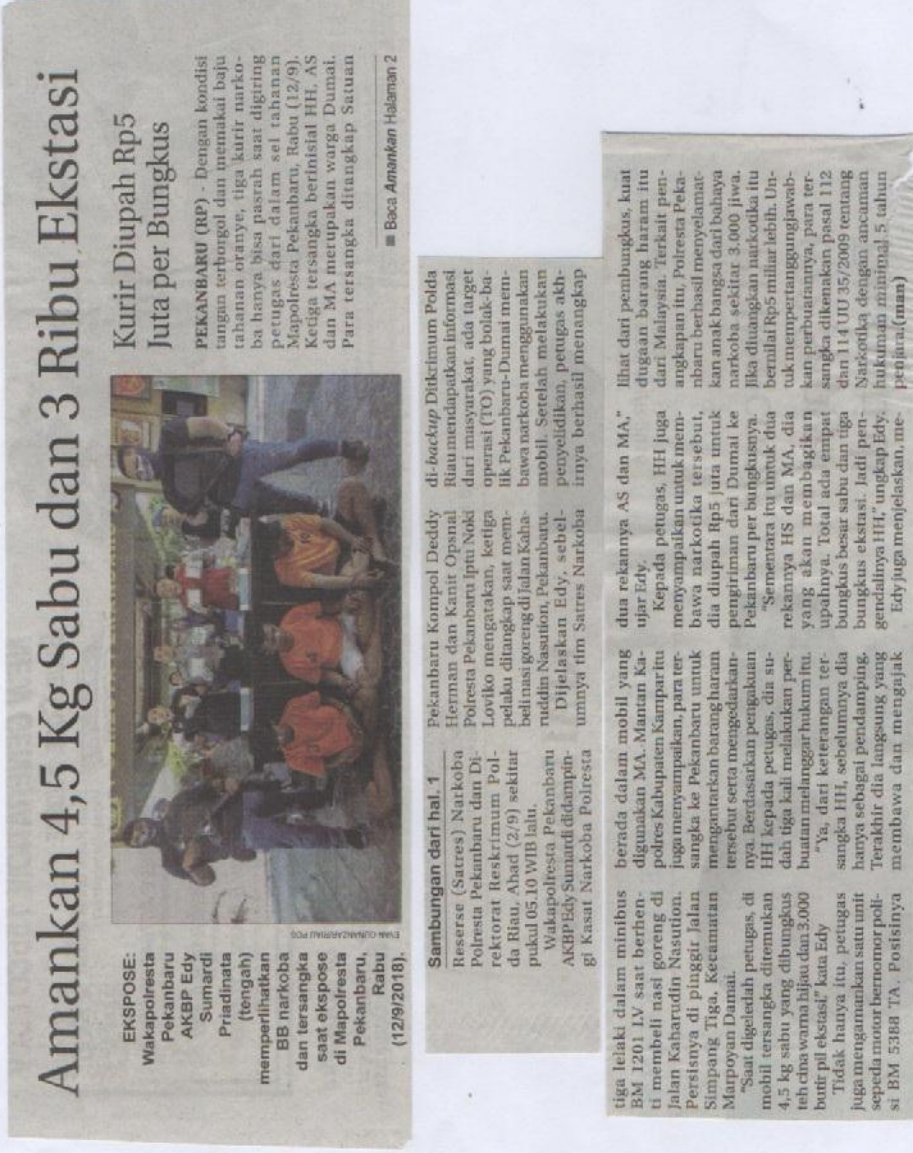 Amankan 4,5 Kg Sabu dan 3 Ribu Ekstasi
EKSPOSE:
Wakapolresta
Pekanbaru
AKBP Edy
Sumardi
Priadinata
(tengah)
memperlihatkan
BB narkoba
dan tersangka
saat ekspose
di Mapolresta
Pekanbaru,
Rabu
(12/9/2018).
EVAN GUNANZAR/RIAU POS
Kurir Diupah Rp5
Juta per Bungkus
PEKANBARU (RP) - Dengan kondisi
tangan terborgol dan memakai baju
tahanan oranye, tiga kurir narko-
ba hanya bisa pasrah saat digiring
petugas dari dalam sel tahanan
Mapolresta Pekanbaru, Rabu (12/9).
Ketiga tersangka berinisial HH, AS
dan MA merupakan warga Dumai.
Para tersangka ditangkap Satuan
■ Baca Amankan Halaman 2
Sambungan dari hal. 1
Reserse (Satres) Narkoba
Polresta Pekanbaru dan Di-
rektorat Reskrimum Pol-
da Riau, Ahad (2/9) sekitar
pukul 05.10 WIB lalu.
Wakapolresta Pekanbaru
AKBP Edy Sumardi didampin-
gi Kasat Narkoba Polresta
Pekanbaru Kompol Deddy
Herman dan Kanit Opsnal
Polresta Pekanbaru Iptu Noki
Loviko mengatakan, ketiga
pelaku ditangkap saat mem-
beli nasi goreng di Jalan Kaha-
ruddin Nasution, Pekanbaru.
Dijelaskan Edy, sebel-
umnya tim Satres Narkoba
di-backup Ditkrimum Polda
Riau mendapatkan informasi
dari masyarakat, ada target
operasi (TO) yang bolak-ba-
lik Pekanbaru-Dumai mem-
bawa narkoba menggunakan
mobil. Setelah melakukan
penyelidikan, petugas akh-
irnya berhasil menangkap
tiga lelaki dalam minibus
BM 1201 LV saat berhen-
ti membeli nasi goreng di
Jalan Kaharudin Nasution.
Persisnya di pinggir Jalan
Simpang Tiga, Kecamatan
Marpoyan Damai.
"Saat digeledah petugas, di
mobil tersangka ditemukan
4,5 kg sabu yang dibungkus
teh cina warna hijau dan 3.000
butir pil ekstasi," kata Edy
Tidak hanya itu, petugas
juga mengamankan satu unit
sepeda motor bernomor poli-
si BM 5388 TA. Posisinya
berada dalam mobil yang
digunakan MA. Mantan Ka-
polres Kabupaten Kampar itu
juga menyampaikan, para ter-
sangka ke Pekanbaru untuk
mengantarkan barang haram
tersebut serta mengedarkan-
nya. Berdasarkan pengakuan
HH kepada petugas, dia su-
dah tiga kali melakukan per-
buatan melanggar hukum itu.
"Ya, dari keterangan ter-
sangka HH, sebelumnya dia
hanya sebagai pendamping.
Terakhir dia langsung yang
membawa dan mengajak
dua rekannya AS dan MA,"
ujar Edy.
Kepada petugas, HH juga
menyampaikan untuk mem-
bawa narkotika tersebut,
dia diupah Rp5 juta untuk
pengiriman dari Dumai ke
Pekanbaru per bungkusnya.
"Sementara itu untuk dua
rekannya HS dan MA, dia
yang akan membagikan
upahnya. Total ada empat
bungkus besar sabu dan tiga
bungkus ekstasi. Jadi pen-
gendalinya HH," ungkap Edy.
Edy juga menjelaskan, me-
lihat dari pembungkus, kuat
dugaan barang haram itu
dari Malaysia. Terkait pen-
angkapan itu, Polresta Peka-
nbaru berhasil menyelamat-
kan anak bangsa dari bahaya
narkoba sekitar 3.000 jiwa.
Jika diuangkan narkotika itu
bernilai Rp5 miliar lebih. Un-
tuk mempertanggungjawab-
kan perbuatannya, para ter-
sangka dikenakan pasal 112
dan 114 UU 35/2009 tentang
Narkotika dengan ancaman
hukuman minimal 5 tahun
penjara.(man)